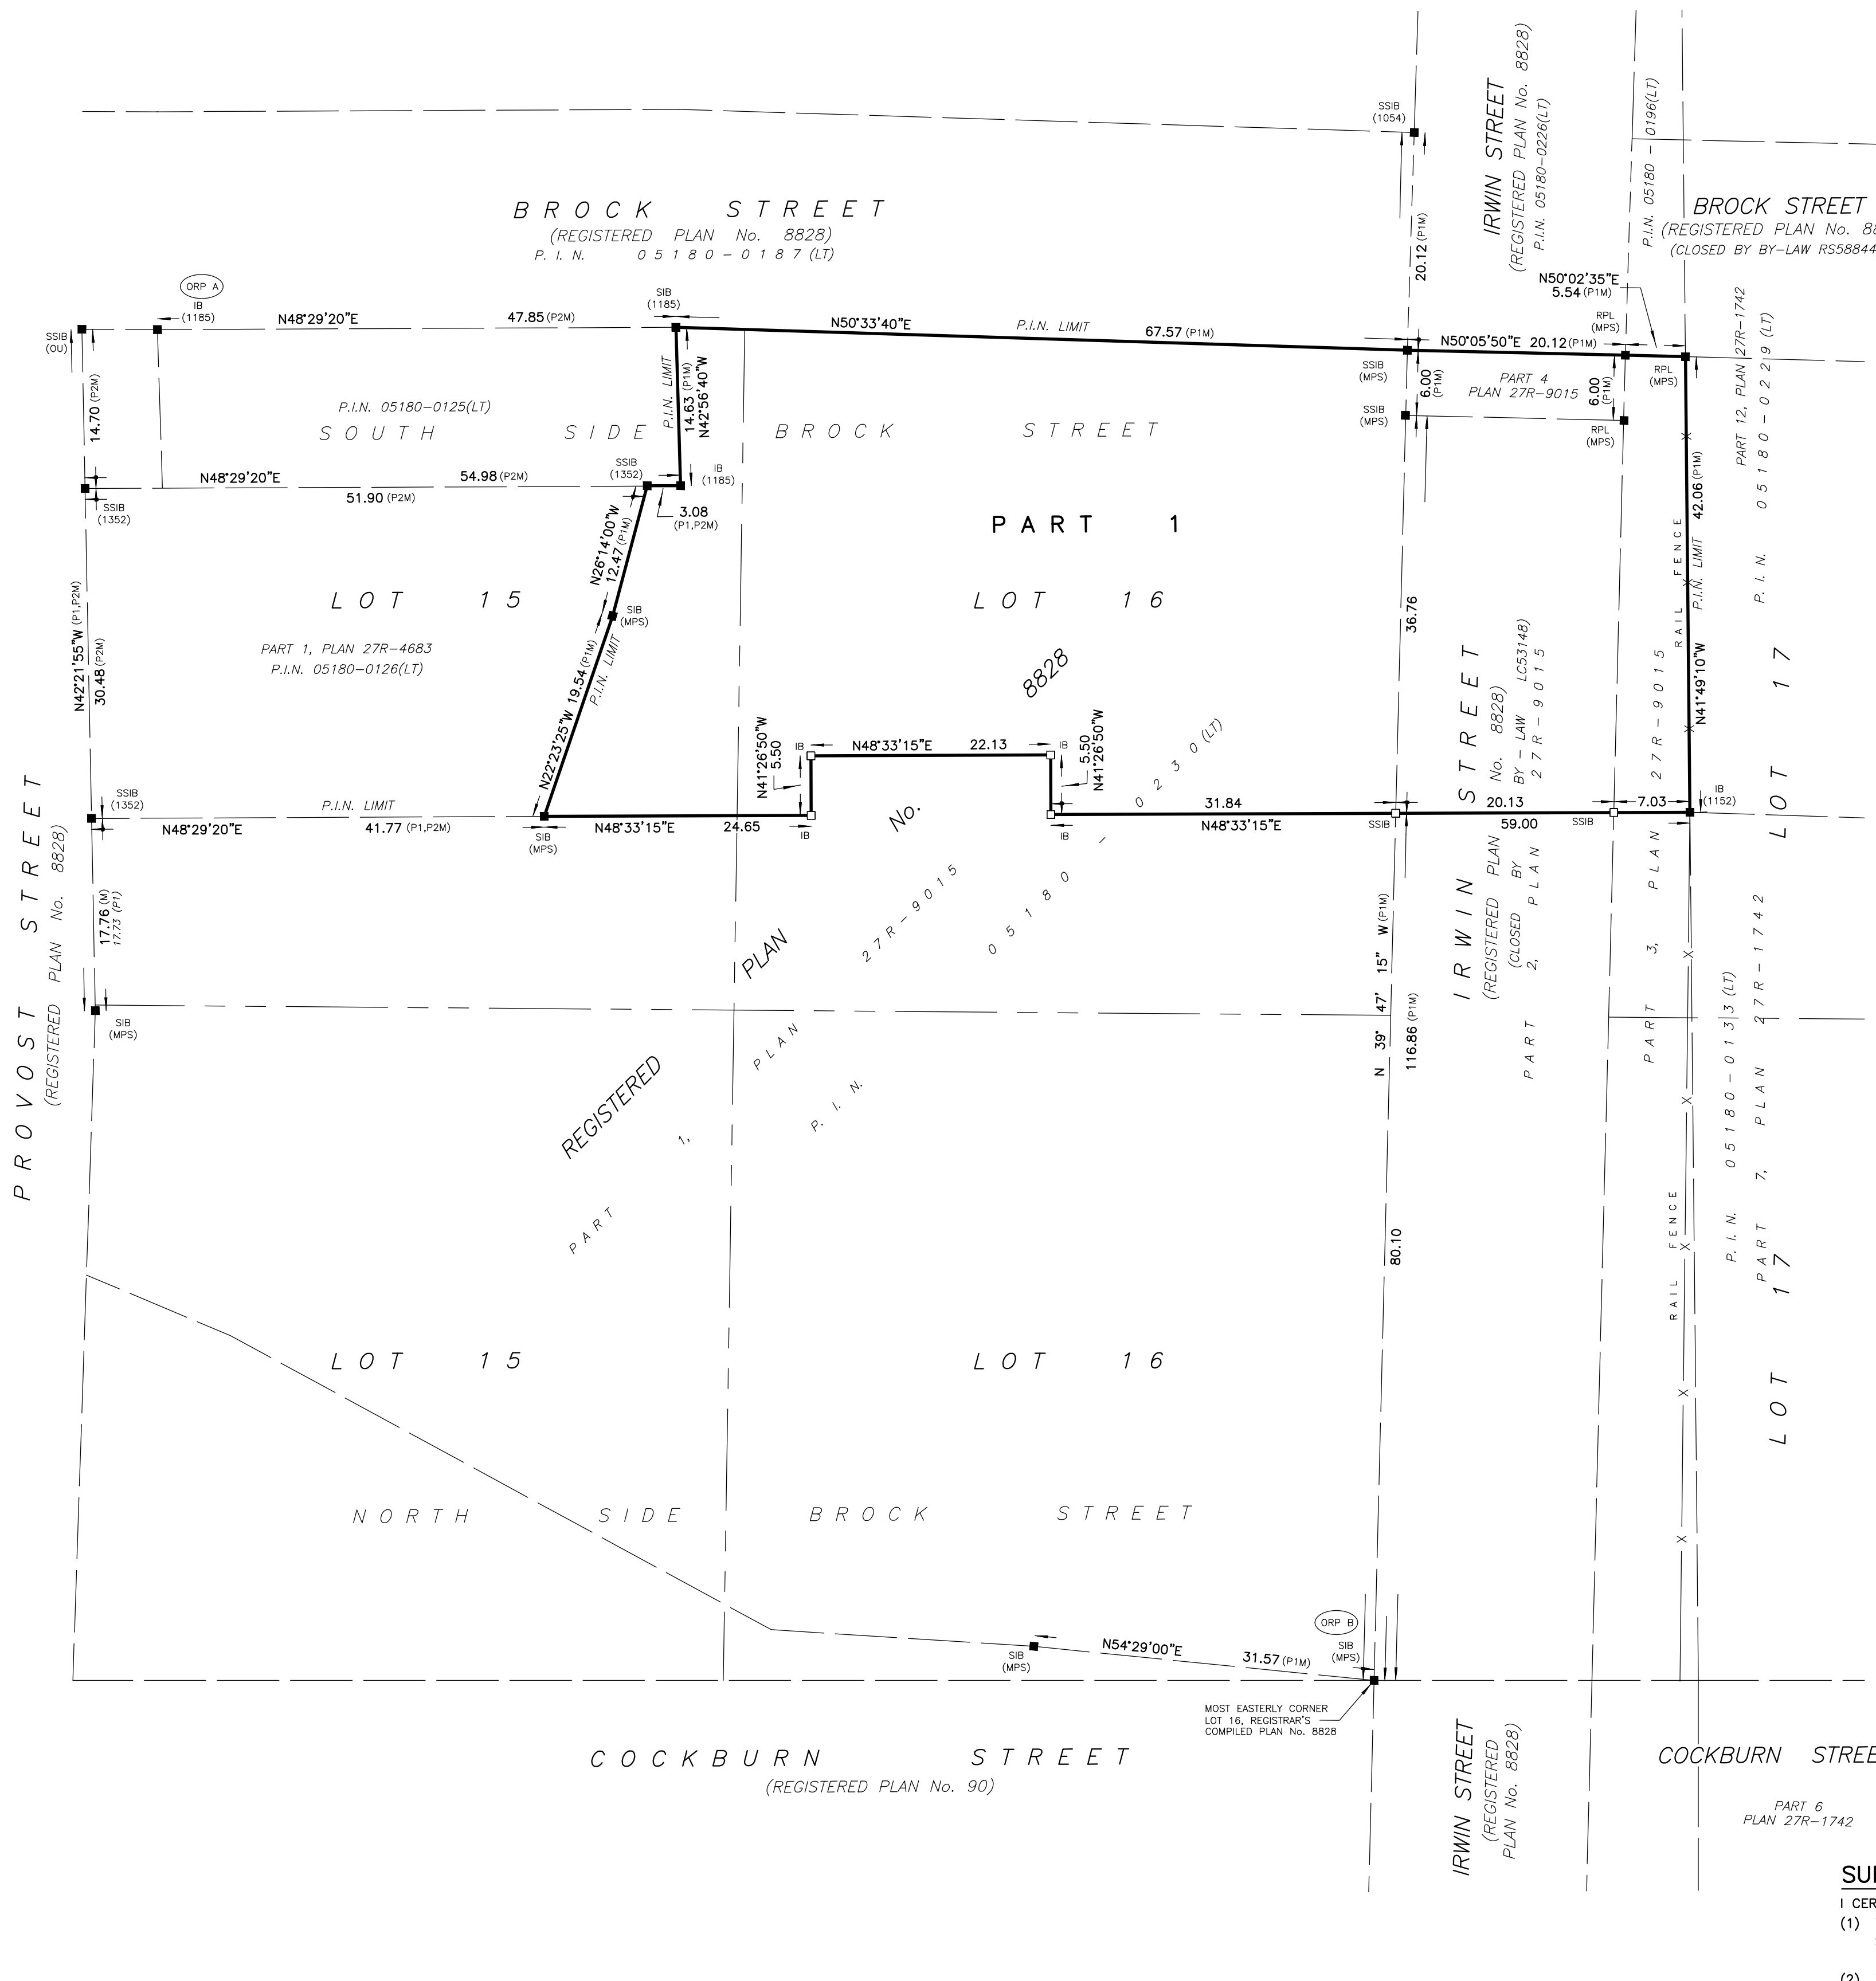 SSIB
(1054)
IRWIN STREET
(REGISTERED PLAN No. 8828)
P.I.N. 05180-0226(LT)
P.I.N. 05180 - 0196(LT)
BROCK STREET
(REGISTERED PLAN No. 8828)
P. I. N. 05180-0187 (LT)
BROCK STREET
(REGISTERED PLAN No. 88
(CLOSED BY BY-LAW RS58844
20.12 (P1M)
N50°02'35"E
5.54 (P1M)
ORP A
IB
(1185)
SIB
(1185)
SSIB
(OU)
N48°29'20"E 47.85 (P2M)
N50°33'40"E P.I.N. LIMIT 67.57 (P1M)
RPL
(MPS)
N50°05'50"E 20.12 (P1M)
SSIB
(MPS)
6.00
(P1M)
PART 4
PLAN 27R-9015
6.00
(P1M)
RPL
(MPS)
SSIB
(MPS)
RPL
(MPS)
PART 12, PLAN 27R-1742
P. I. N. 05180-0229 (LT)
14.70 (P2M)
P.I.N. LIMIT
14.63 (P1M)
N42°56'40"W
P.I.N. 05180-0125(LT)
SOUTH SIDE BROCK STREET
N48°29'20"E 54.98 (P2M)
51.90 (P2M)
SSIB
(1352)
SSIB
(1352)
IB
(1185)
3.08
(P1,P2M)
PART 1
N26°14'00"W
12.47 (P1M)
RAIL FENCE
P.I.N. LIMIT 42.06 (P1M)
N41°49'10"W
LOT 15
LOT 16
36.76
SIB
(MPS)
N42°21'55"W (P1,P2M)
30.48 (P2M)
PART 1, PLAN 27R-4683
P.I.N. 05180-0126(LT)
N22°23'25"W 19.54 (P1M)
P.I.N. LIMIT
REGISTERED PLAN No. 8828
IRWIN STREET
(REGISTERED PLAN No. 8828)
(CLOSED BY BY-LAW LC53148)
PART 2, PLAN 27R-9015
PART 3, PLAN 27R-9015
LOT 17
N41°26'50"W
5.50
IB
N48°33'15"E 22.13
IB
5.50
N41°26'50"W
SSIB
(1352)
P.I.N. LIMIT
N48°29'20"E 41.77 (P1,P2M)
SIB
(MPS)
N48°33'15"E 24.65
IB
IB
31.84
N48°33'15"E
SSIB
20.13
59.00
SSIB
7.03
IB
(1152)
PROVOST STREET
(REGISTERED PLAN No. 8828)
17.76 (M)
17.73 (P1)
SIB
(MPS)
PART 1, PLAN 27R-9015
P. I. N. 05180 - 0230 (LT)
N 39° 47' 15" W (P1M)
116.86 (P1M)
80.10
P. I. N. 05180-0133 (LT)
PART 7, PLAN 27R-1742
RAIL FENCE
LOT 17
LOT 15
LOT 16
NORTH SIDE BROCK STREET
SIB
(MPS)
N54°29'00"E 31.57 (P1M)
ORP B
SIB
(MPS)
MOST EASTERLY CORNER
LOT 16, REGISTRAR'S
COMPILED PLAN No. 8828
COCKBURN STREET
(REGISTERED PLAN No. 90)
IRWIN STREET
(REGISTERED
PLAN No. 8828)
COCKBURN STREE
PART 6
PLAN 27R-1742
SU
I CER
(1)
(2)